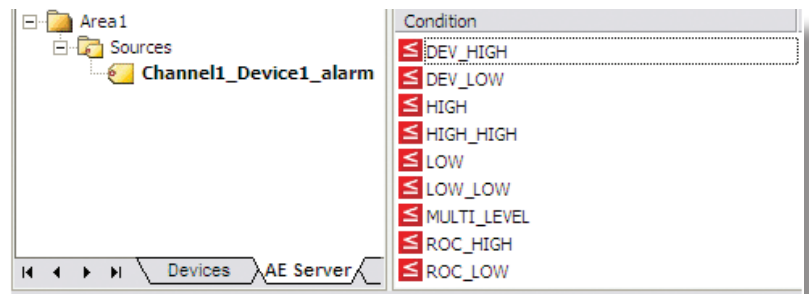 Area1
Sources
Channel1_Device1_alarm
Devices
AE Server
Condition
DEV_HIGH
DEV_LOW
HIGH
HIGH_HIGH
LOW
LOW_LOW
MULTI_LEVEL
ROC_HIGH
ROC_LOW